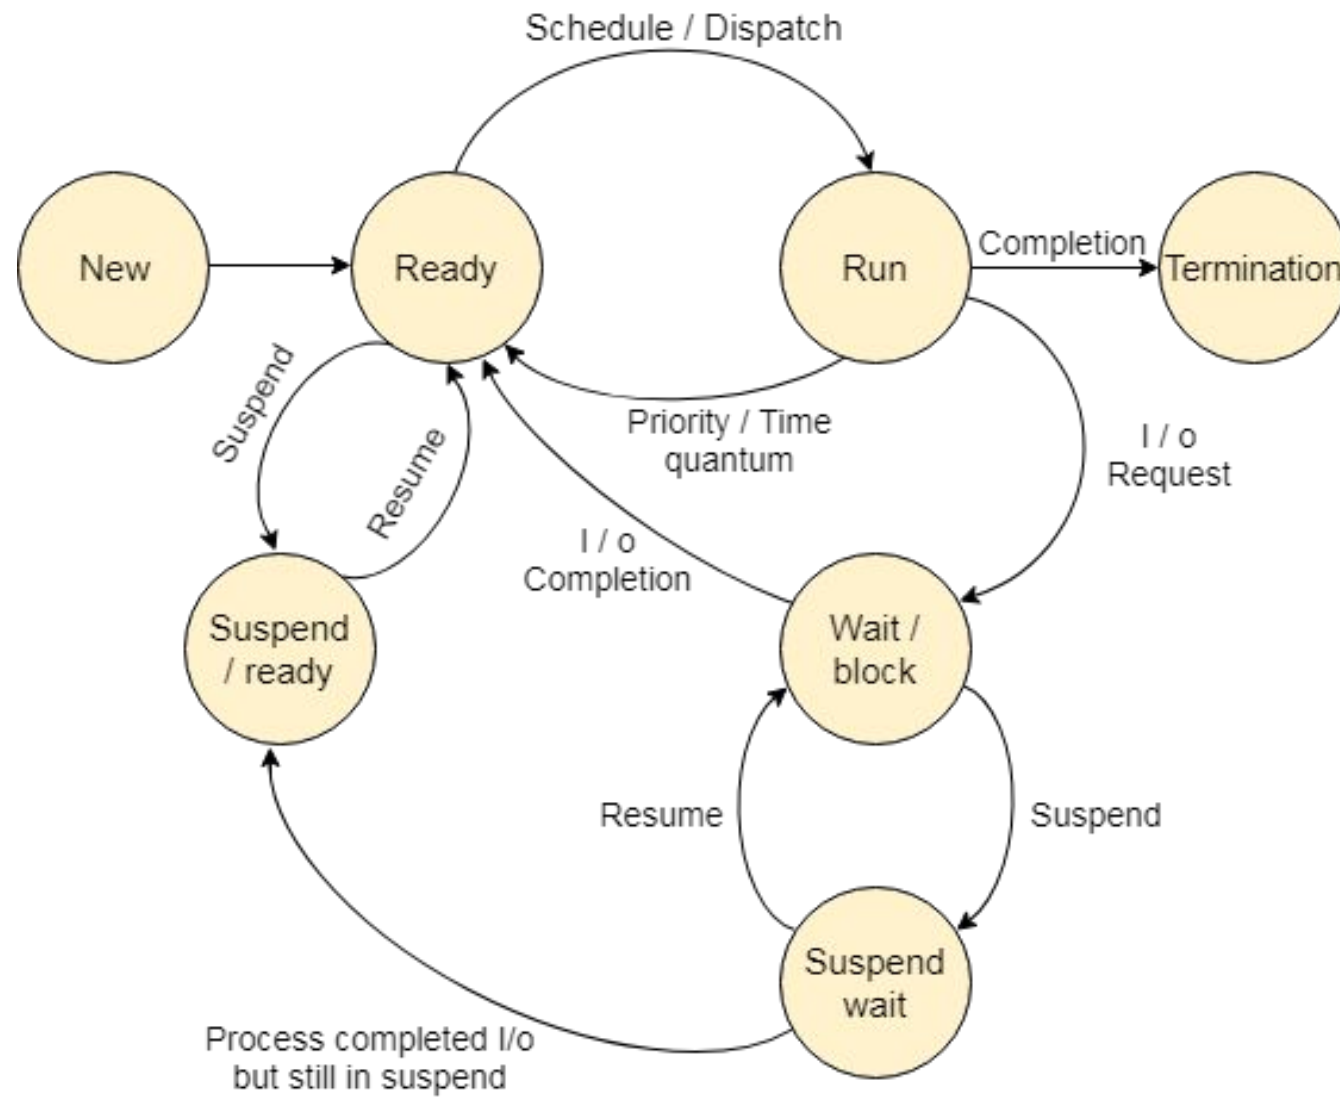 Schedule / Dispatch
New
Ready
Run
Completion
Termination
Suspend
Resume
Priority / Time
quantum
I / o
Request
I / o
Completion
Suspend
/ ready
Wait /
block
Resume
Suspend
Suspend
wait
Process completed I/o
but still in suspend